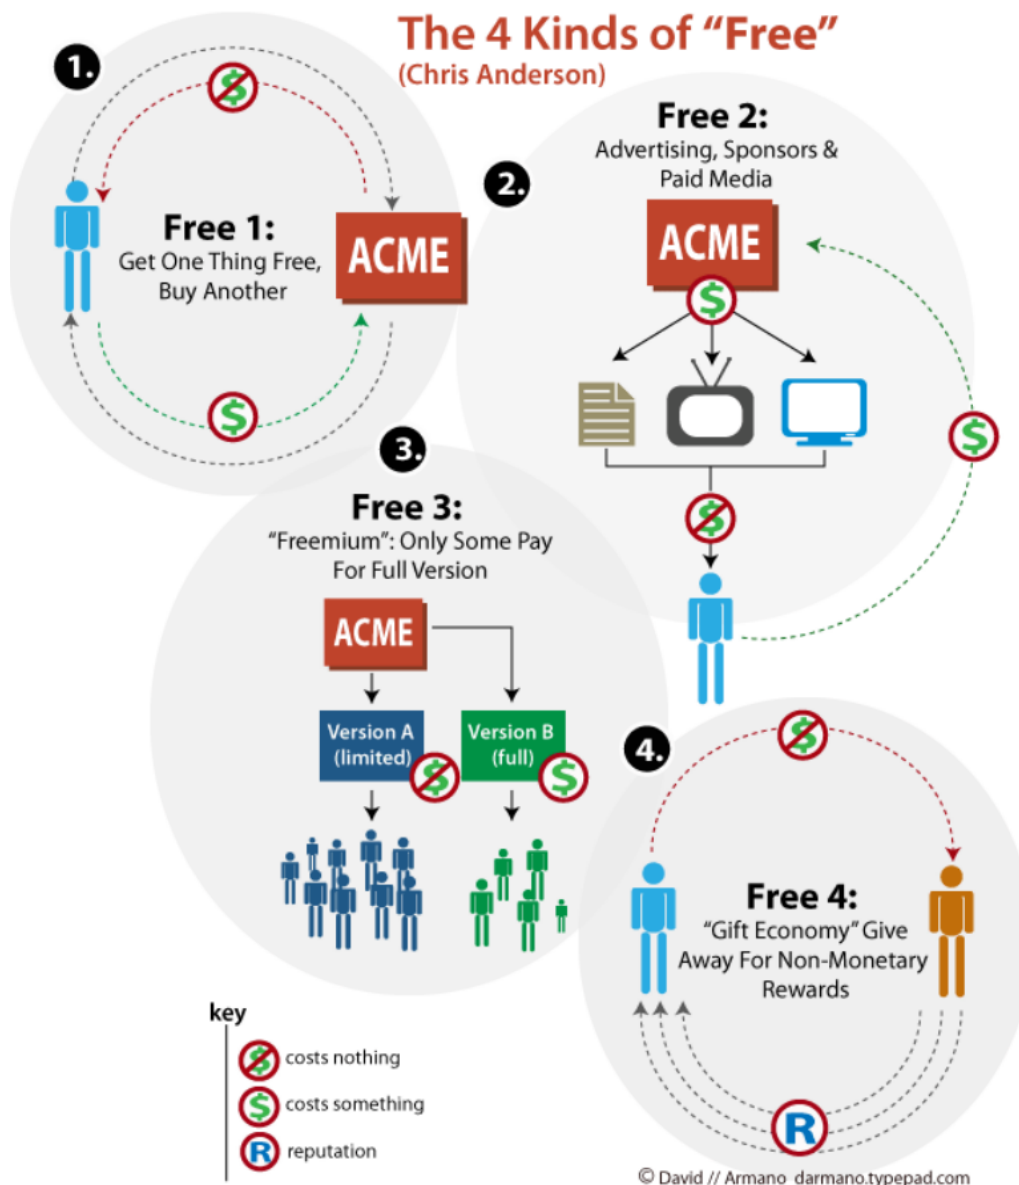 The 4 Kinds of “Free”
(Chris Anderson)
1.
$
Free 1:
Get One Thing Free,
Buy Another
ACME
$
2.
Free 2:
Advertising, Sponsors &
Paid Media
ACME
$
$
$
3.
Free 3:
“Freemium”: Only Some Pay
For Full Version
ACME
Version A
(limited)
$
Version B
(full)
$
4.
$
Free 4:
“Gift Economy” Give
Away For Non-Monetary
Rewards
R
key
$ costs nothing
$ costs something
R reputation
© David // Armano darmano.typepad.com